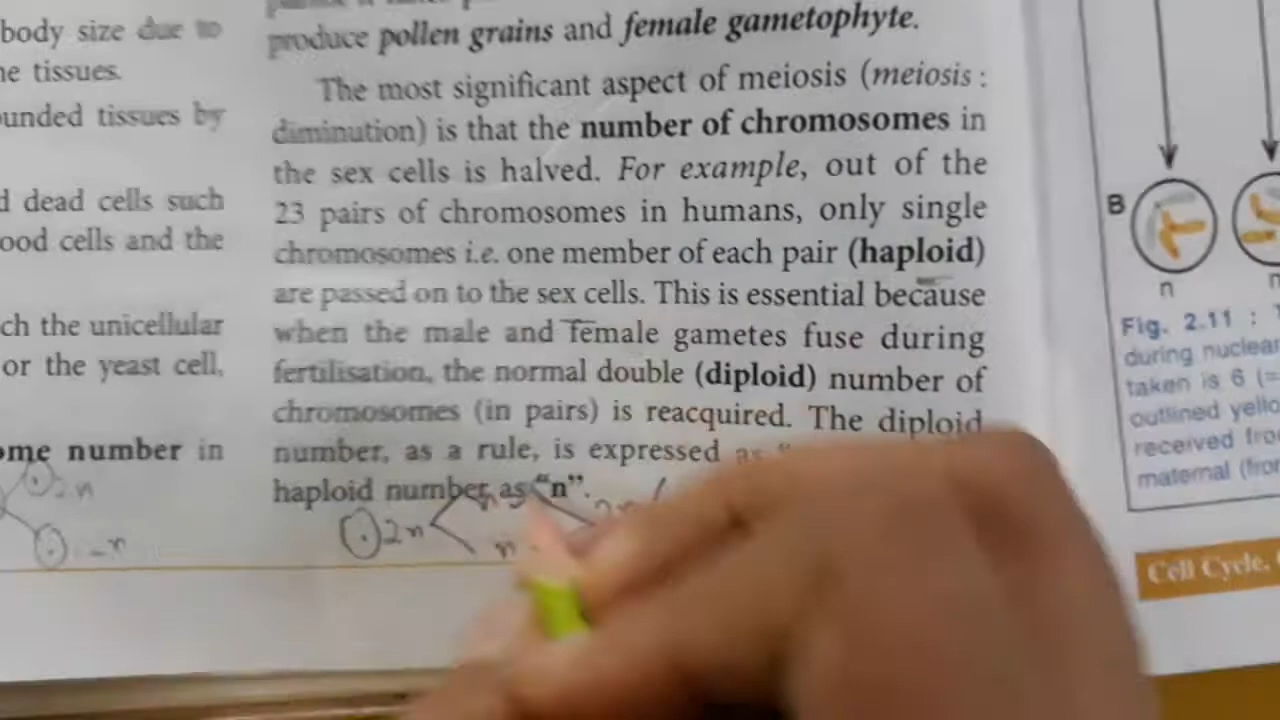 body size due to
tissues.
tissues by
dead cells such
cells and the
the unicellular
or the yeast cell,
number in
2n
n
produce pollen grains and female gametophyte.
The most significant aspect of meiosis (meiosis :
diminution) is that the number of chromosomes in
the sex cells is halved. For example, out of the
23 pairs of chromosomes in humans, only single
chromosomes i.e. one member of each pair (haploid)
are passed on to the sex cells. This is essential because
when the male and female gametes fuse during
fertilisation, the normal double (diploid) number of
chromosomes (in pairs) is reacquired. The diploid
number, as a rule, is expressed as
haploid number as "n".
2n
n
n
B
n
Fig. 2.11 :
during nuclear
taken is 6 (=
outlined
received
maternal
Cell Cycle,